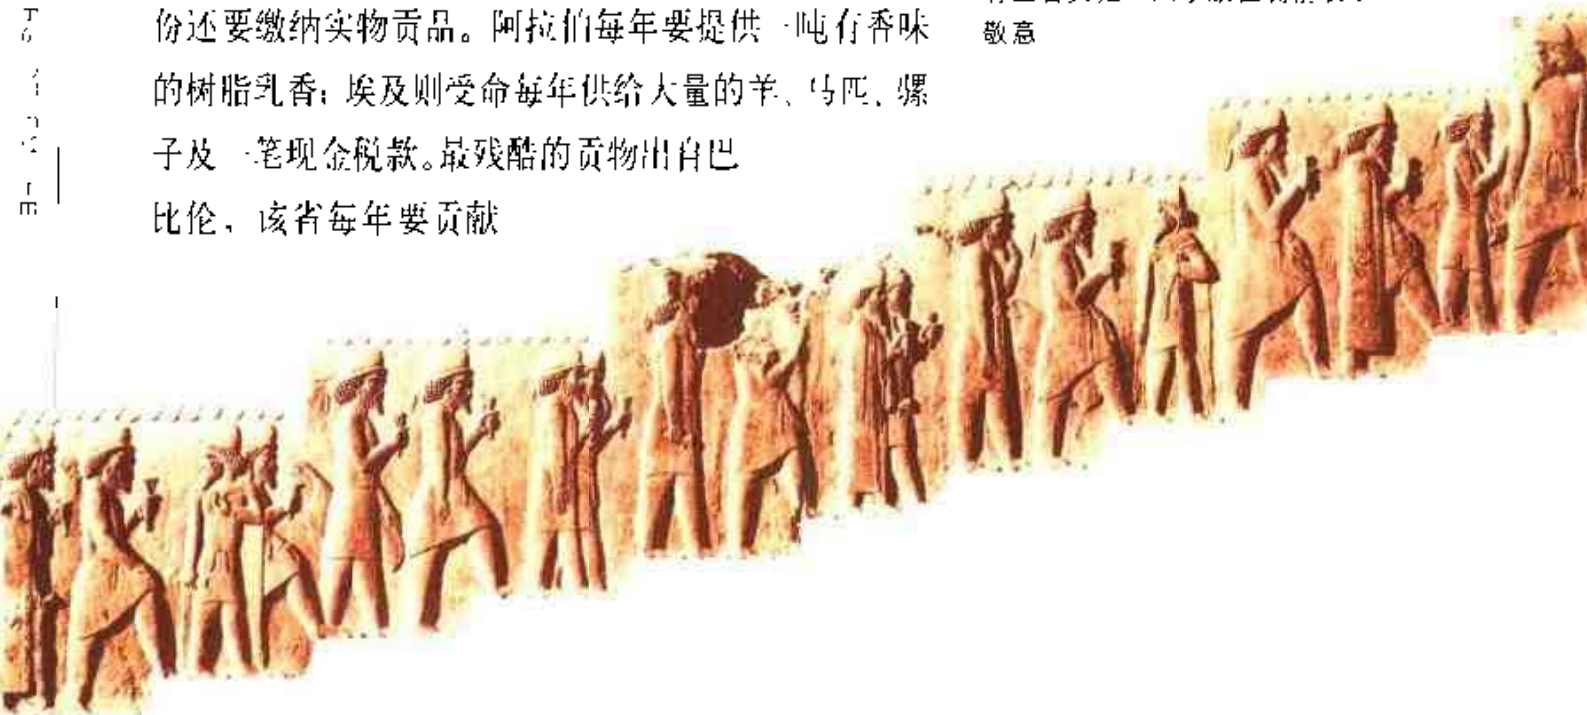 份还要缴纳实物贡品。阿拉伯每年要提供一吨有香味
的树脂乳香；埃及则受命每年供给大量的羊、马匹、骡
子及一笔现金税款。最残酷的贡物出自巴
比伦，该省每年要贡献
敬意